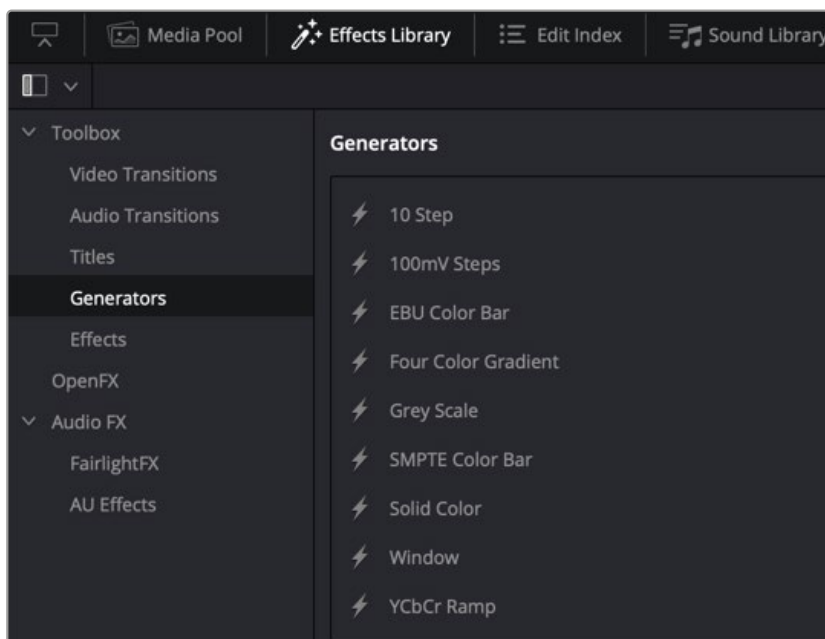 Media Pool
Effects Library
Edit Index
Sound Library
Toolbox
Video Transitions
Audio Transitions
Titles
Generators
Effects
OpenFX
Audio FX
FairlightFX
AU Effects
Generators
10 Step
100mV Steps
EBU Color Bar
Four Color Gradient
Grey Scale
SMPTE Color Bar
Solid Color
Window
YCbCr Ramp